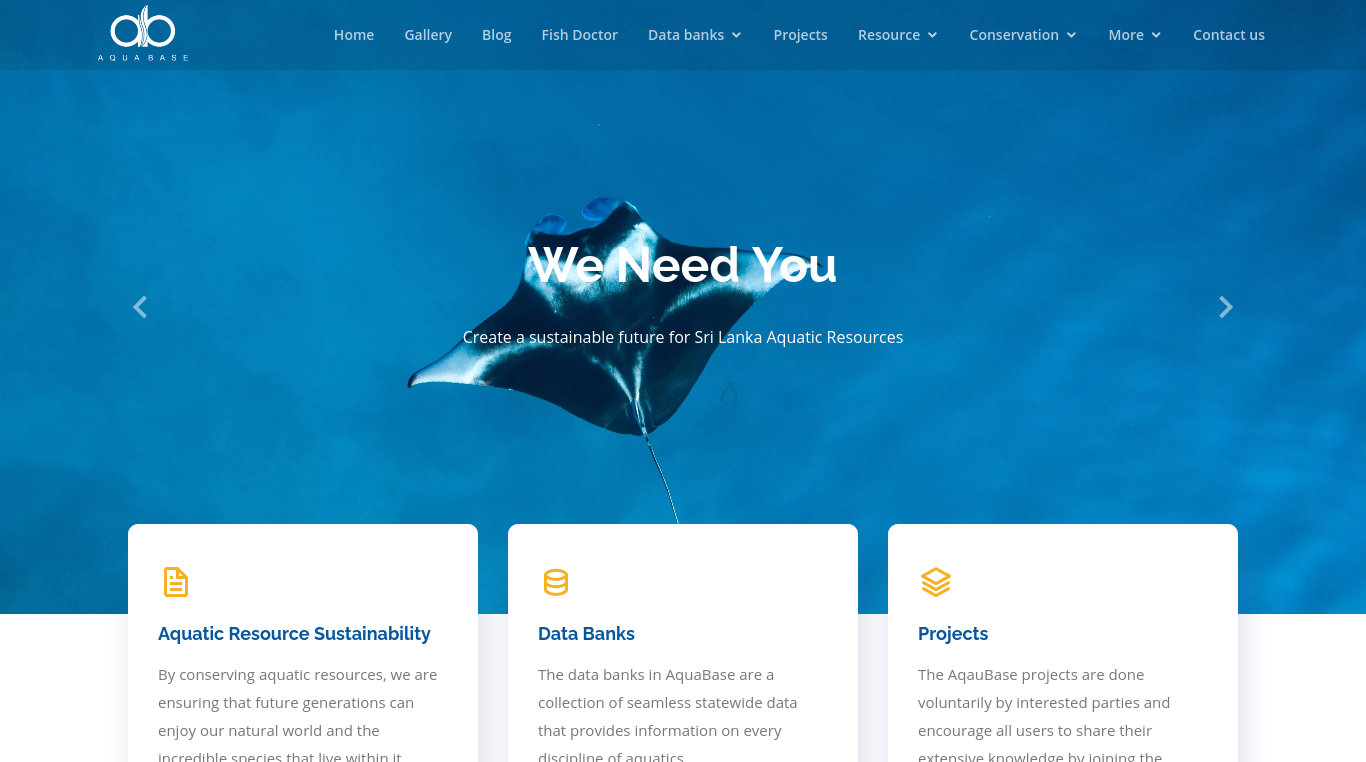 AQUABASE
Home Gallery Blog Fish Doctor Data banks Projects Resource Conservation More Contact us
We Need You
Create a sustainable future for Sri Lanka Aquatic Resources
Aquatic Resource Sustainability
By conserving aquatic resources, we are
ensuring that future generations can
enjoy our natural world and the
incredible species that live within it.
Data Banks
The data banks in AquaBase are a
collection of seamless statewide data
that provides information on every
discipline of aquatics.
Projects
The AqauBase projects are done
voluntarily by interested parties and
encourage all users to share their
extensive knowledge by joining the